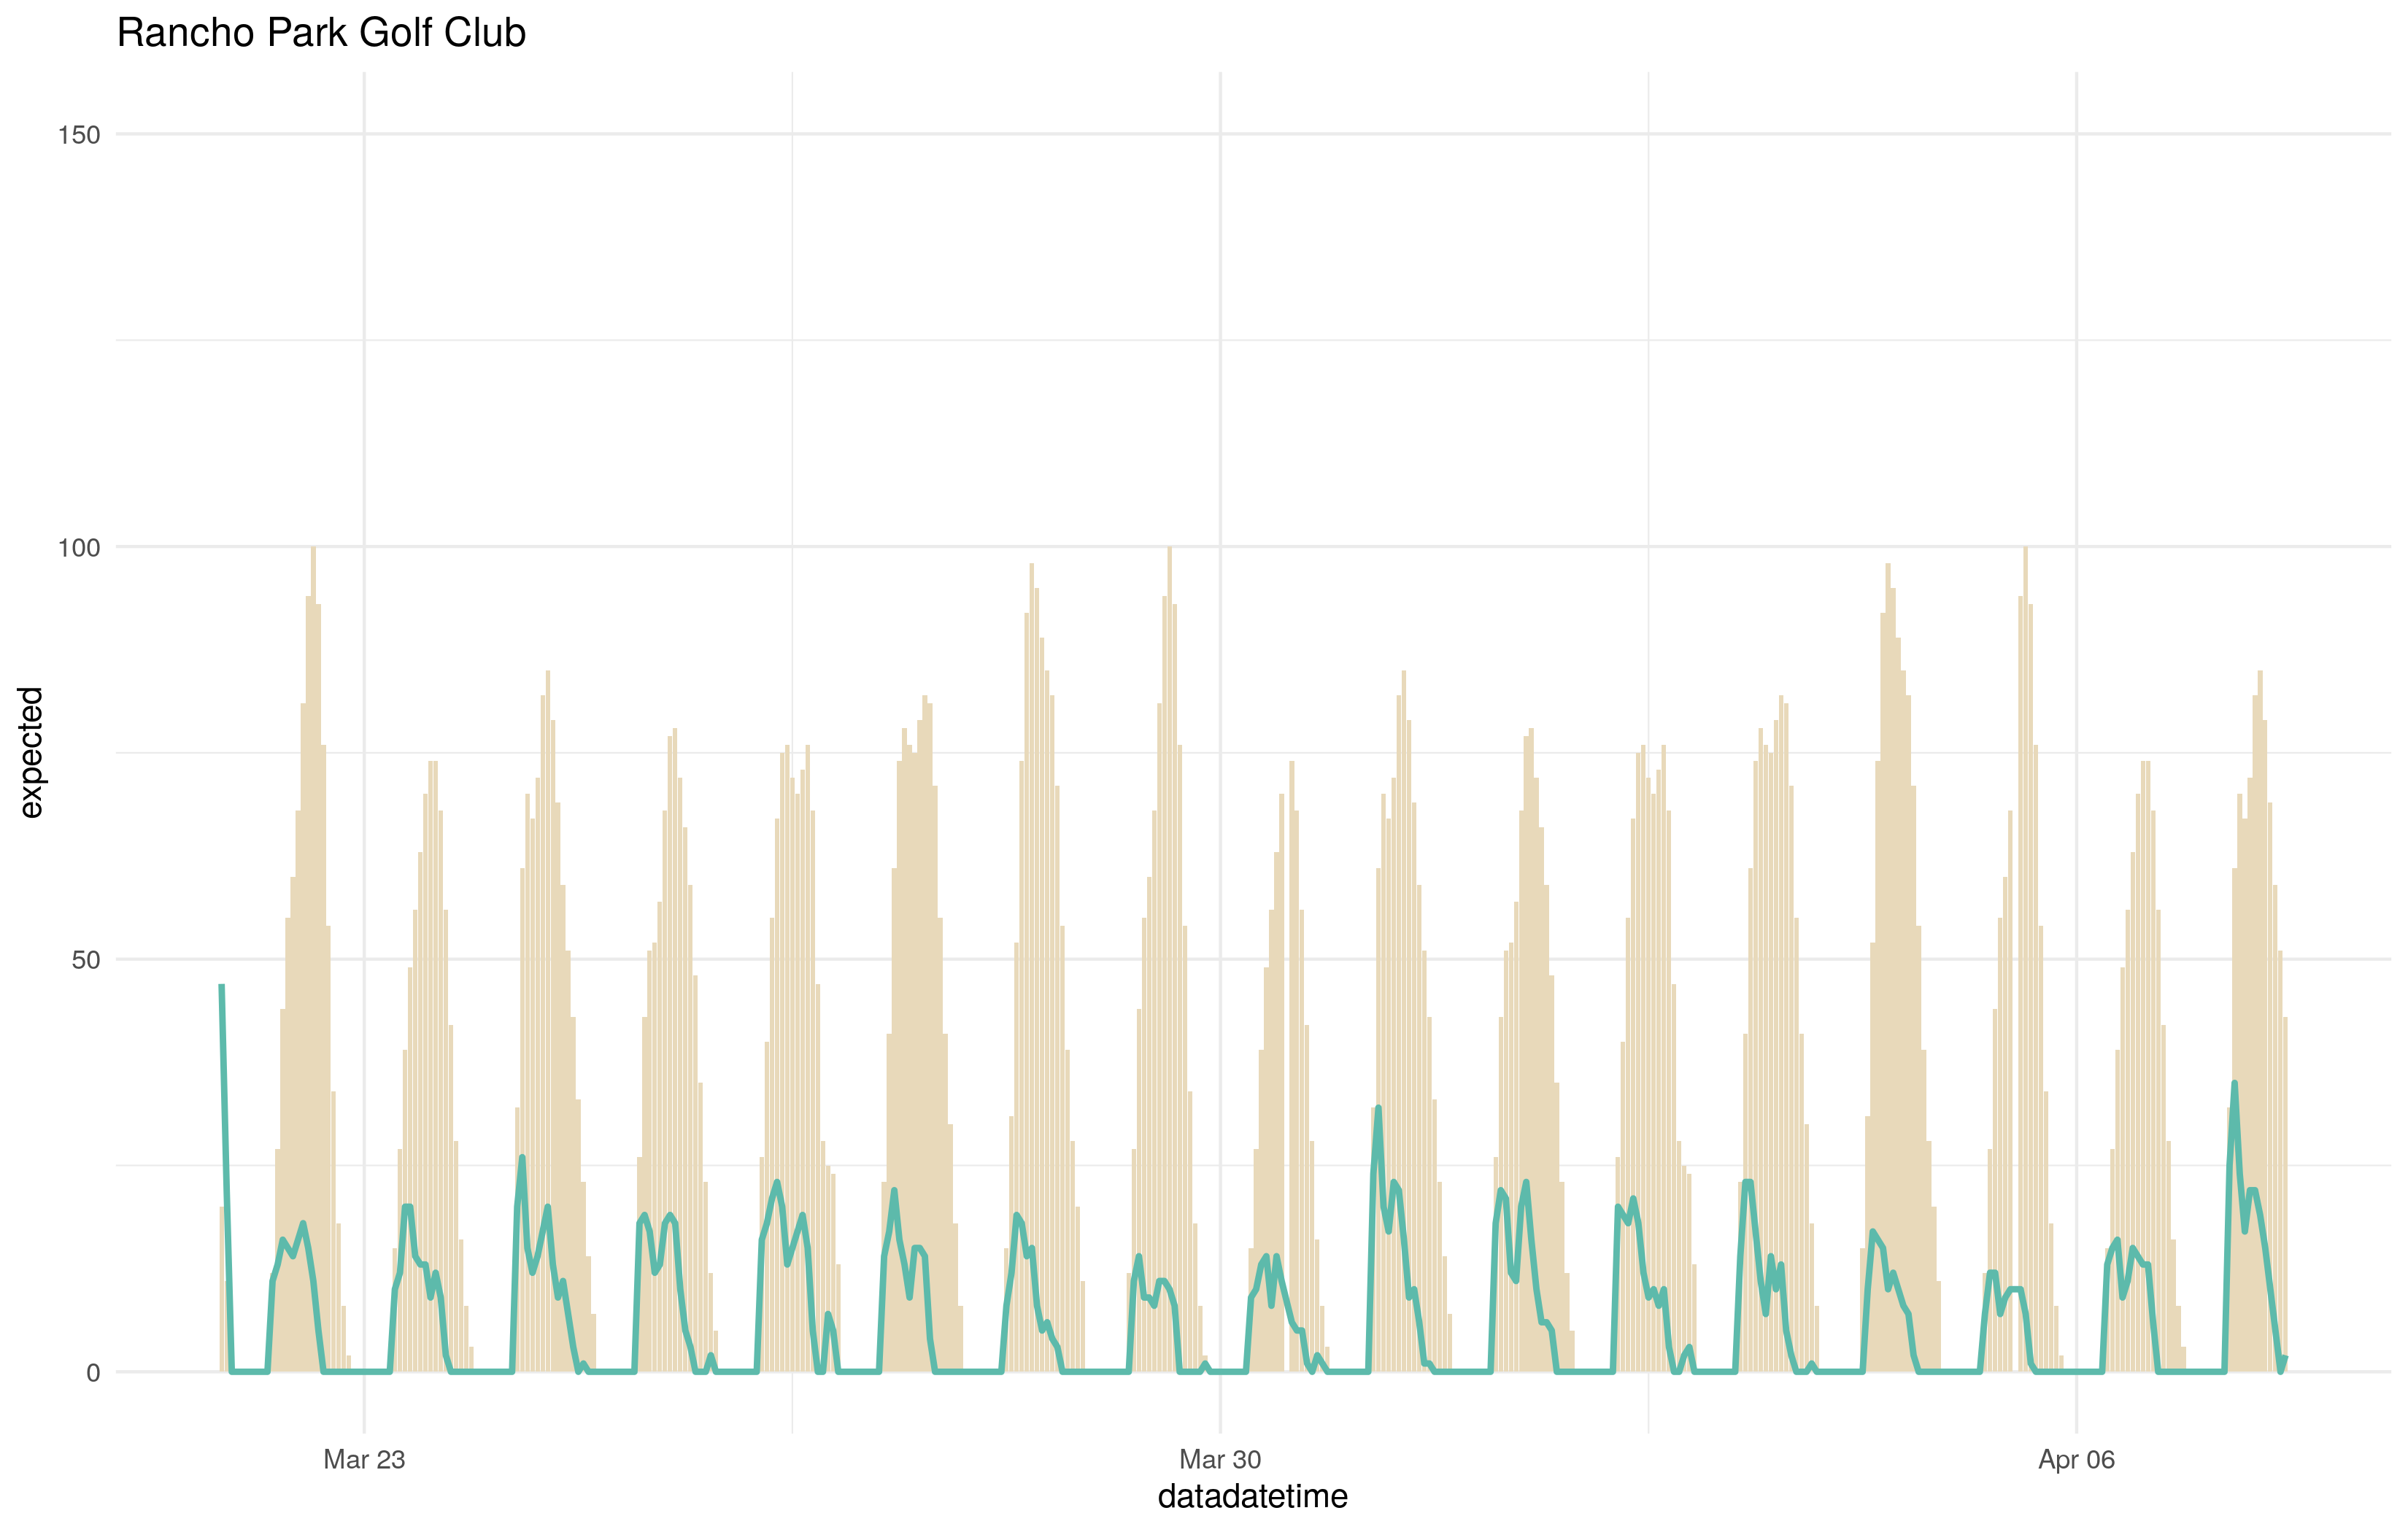 Rancho Park Golf Club
150
100
50
0
expected
Mar 23
Mar 30
Apr 06
datadatetime